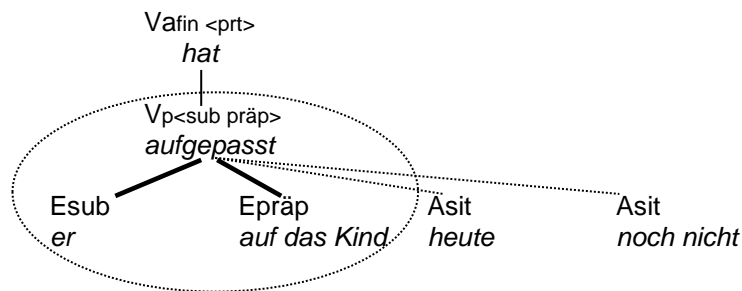 Vafin <prt>
hat
Vp<sub präp>
aufgepasst
Esub Epräp Asit Asit
er auf das Kind heute noch nicht